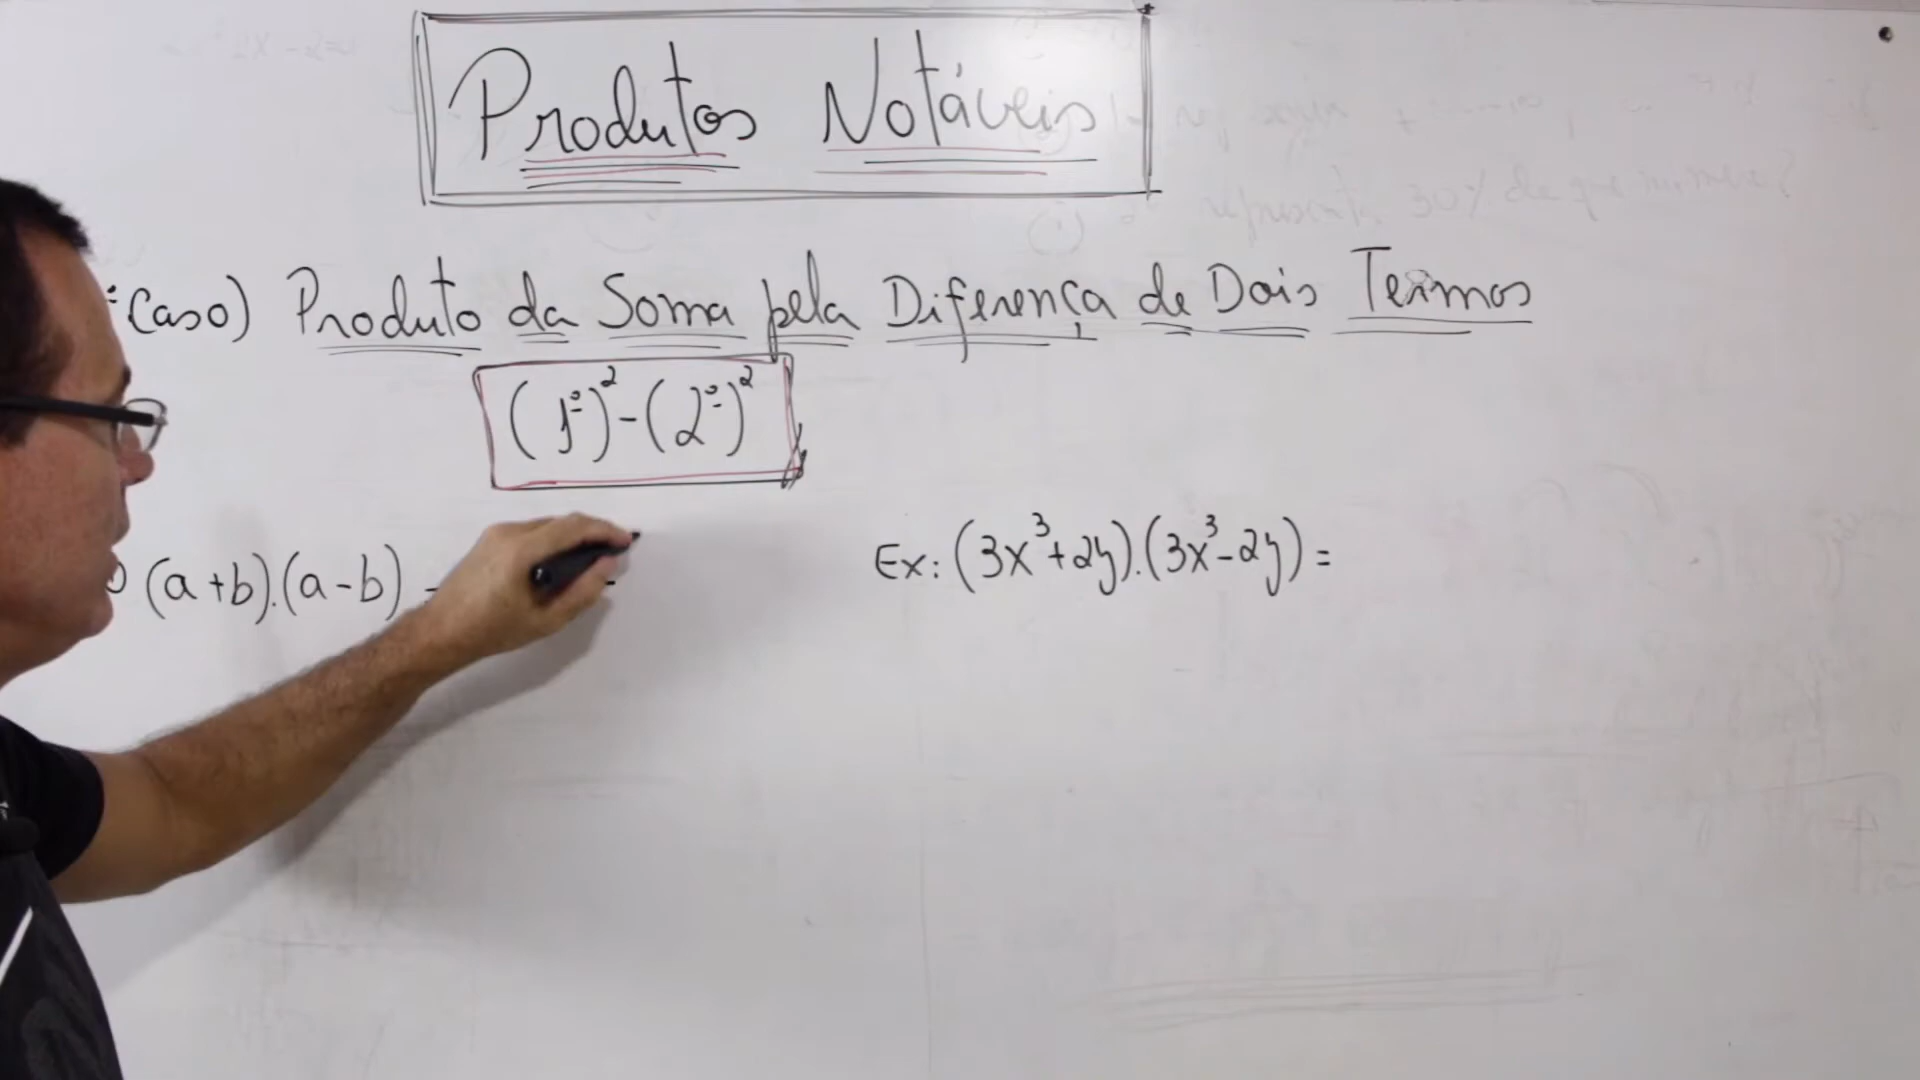 Produtos Notáveis
Caso) Produto da Soma pela Diferença de Dois Termos
(1º)² - (2º)²
(a+b).(a-b)
Ex: (3x³+2y).(3x³-2y) =